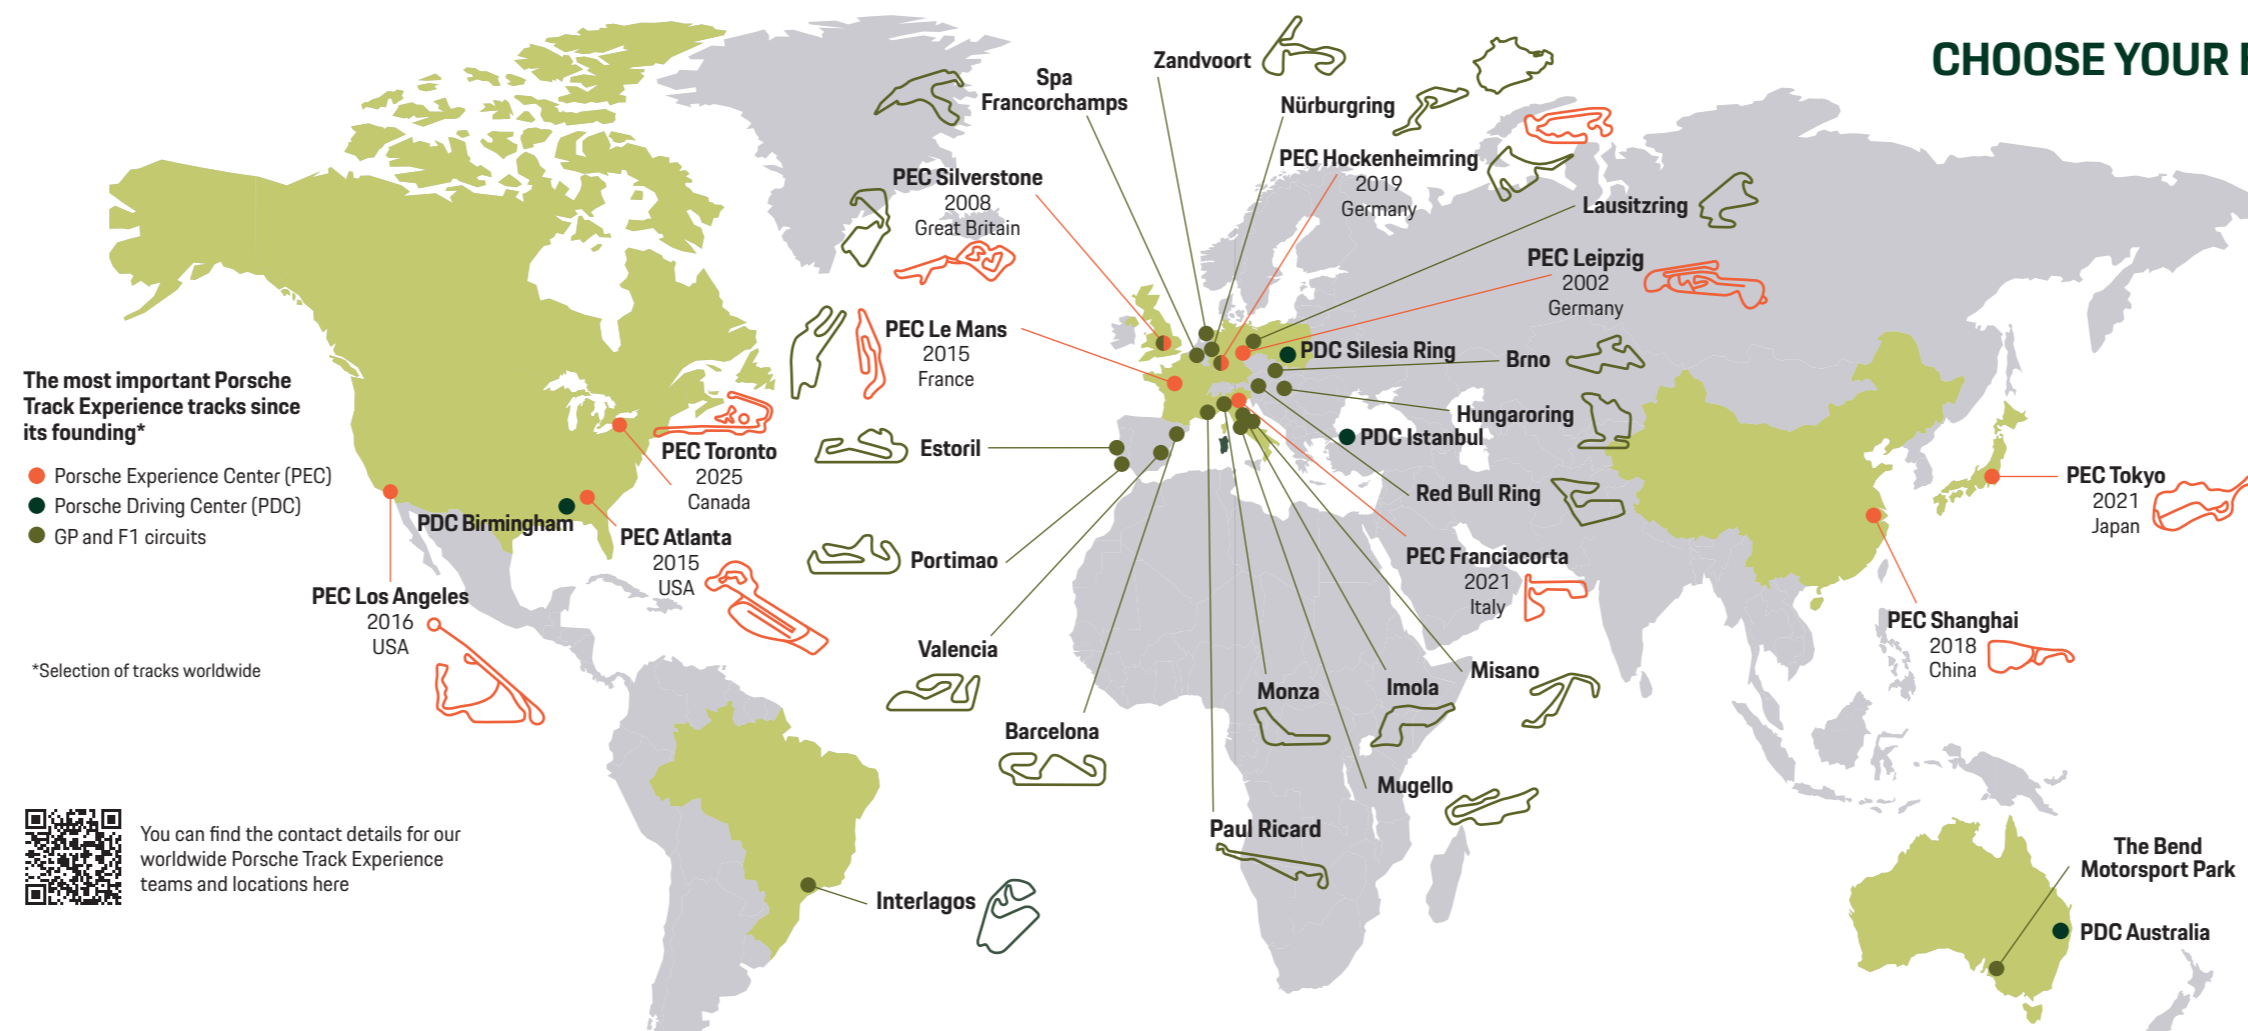 CHOOSE YOUR
Zandvoort
Spa
Francorchamps
Nürburgring
PEC Hockenheimring
2019
Germany
PEC Silverstone
2008
Great Britain
Lausitzring
PEC Leipzig
2002
Germany
PEC Le Mans
2015
France
PDC Silesia Ring
Brno
The most important Porsche
Track Experience tracks since
its founding*
Porsche Experience Center (PEC)
Porsche Driving Center (PDC)
GP and F1 circuits
Hungaroring
PDC Istanbul
Estoril
PEC Toronto
2025
Canada
PEC Tokyo
2021
Japan
Red Bull Ring
PDC Birmingham
PEC Atlanta
2015
USA
Portimao
PEC Franciacorta
2021
Italy
PEC Los Angeles
2016
USA
PEC Shanghai
2018
China
*Selection of tracks worldwide
Valencia
Misano
Monza
Imola
Barcelona
Mugello
Paul Ricard
You can find the contact details for our
worldwide Porsche Track Experience
teams and locations here
Interlagos
The Bend
Motorsport Park
PDC Australia